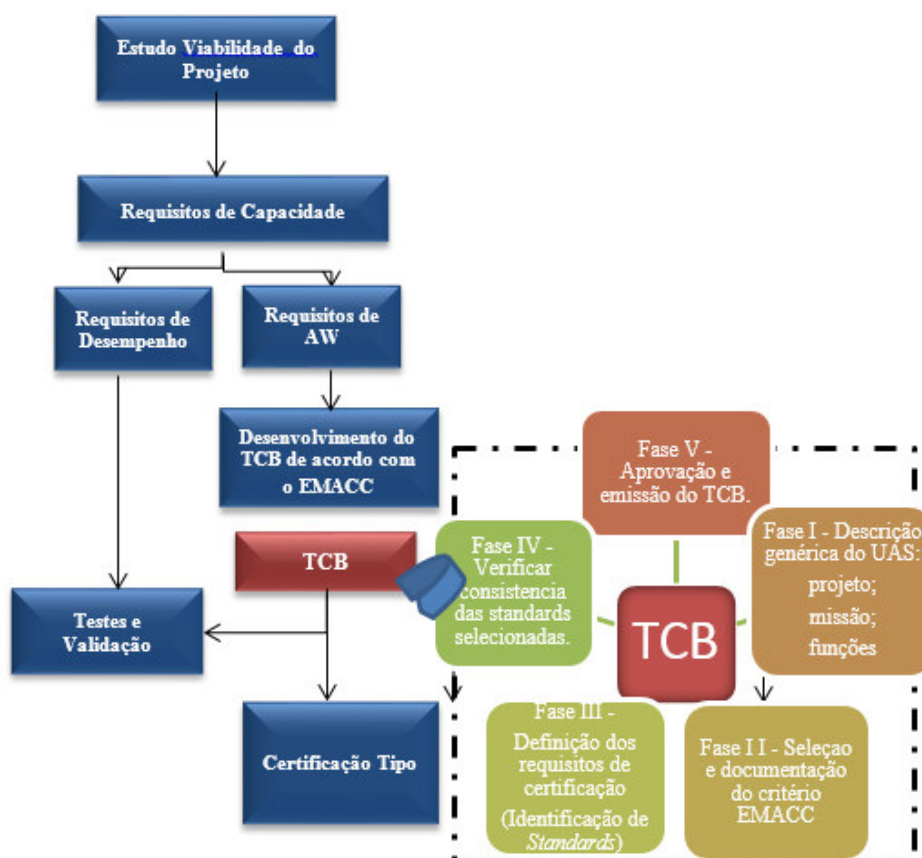 Estudo Viabilidade do
Projeto
Requisitos de Capacidade
Requisitos de
Desempenho
Requisitos de
AW
Desenvolvimento do
TCB de acordo com
o EMACC
TCB
Testes e
Validação
Certificação Tipo
Fase V -
Aprovação e
emissão do TCB.
Fase IV -
Verificar
consistencia
das standards
selecionadas.
Fase I - Descrição
genérica do UAS:
projeto;
missão;
funções
TCB
Fase III -
Definição dos
requisitos de
certificação
(Identificação de
Standards)
Fase I I - Seleçao
e documentação
do critério
EMACC